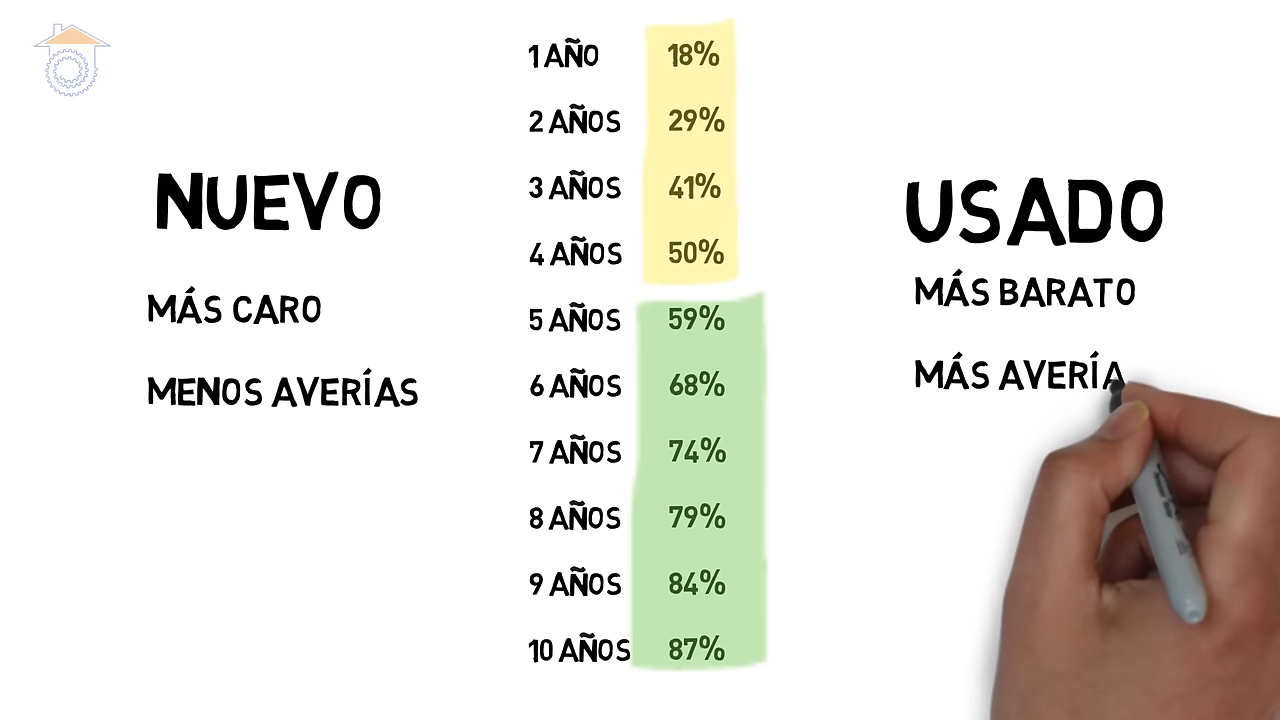 NUEVO
MÁS CARO
MENOS AVERÍAS
1 AÑO 18%
2 AÑOS 29%
3 AÑOS 41%
4 AÑOS 50%
5 AÑOS 59%
6 AÑOS 68%
7 AÑOS 74%
8 AÑOS 79%
9 AÑOS 84%
10 AÑOS 87%
USADO
MÁS BARATO
MÁS AVERÍA